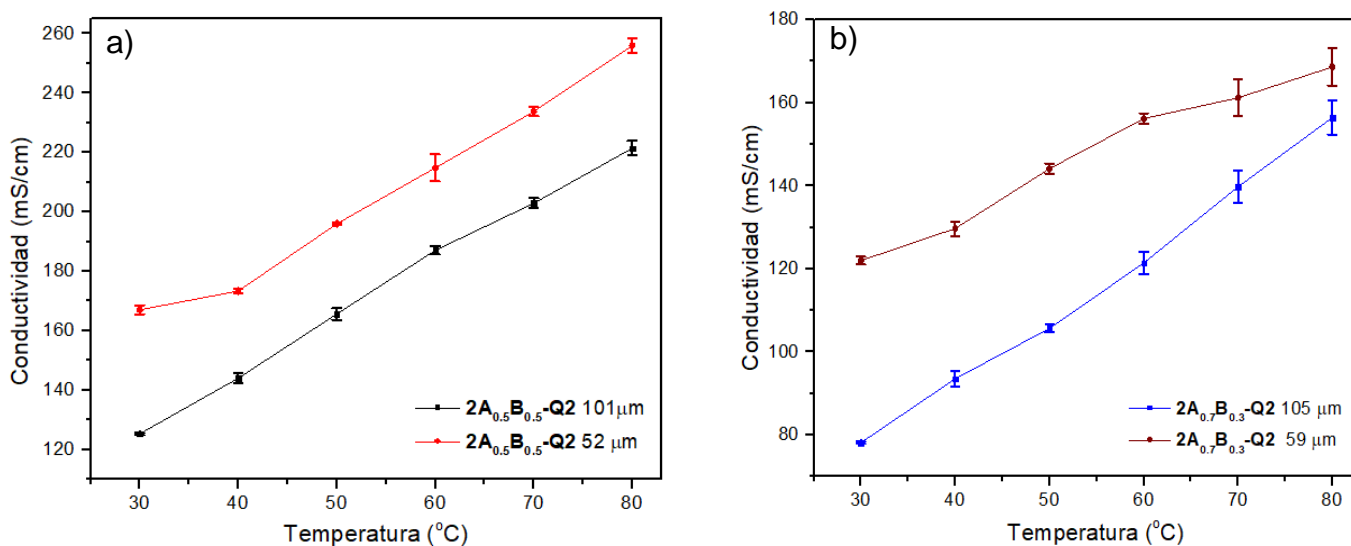 a)
260
240
220
200
180
160
140
120
Conductividad (mS/cm)
2A0.5B0.5-Q2 101μm
2A0.5B0.5-Q2 52 μm
30 40 50 60 70 80
Temperatura (oC)
b)
180
160
140
120
100
80
Conductividad (mS/cm)
2A0.7B0.3-Q2 105 μm
2A0.7B0.3-Q2 59 μm
30 40 50 60 70 80
Temperatura (oC)